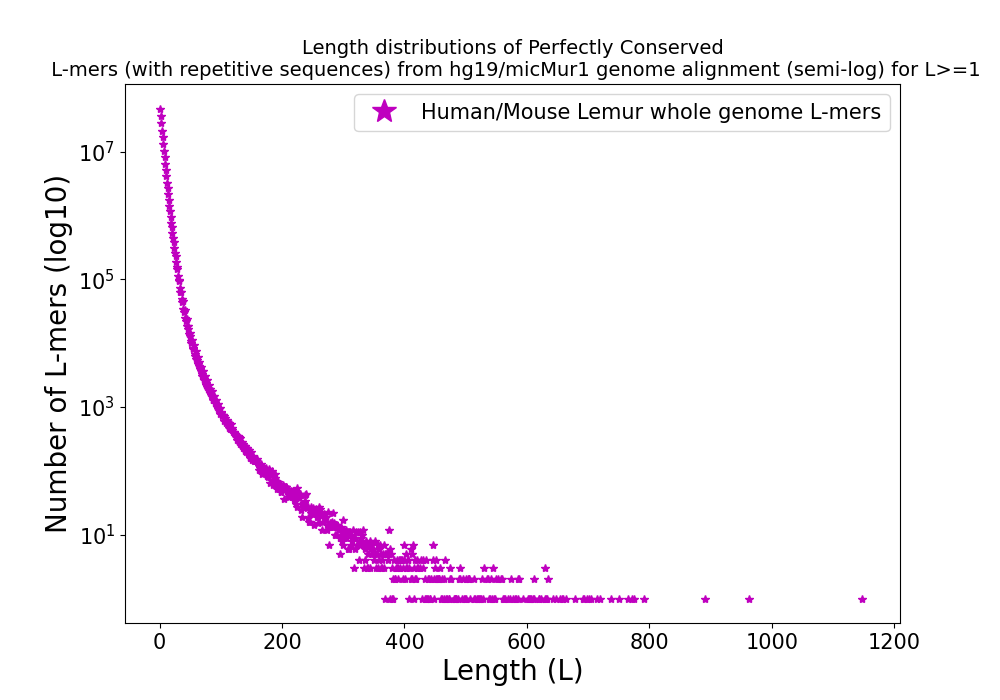 Length distributions of Perfectly Conserved
L-mers (with repetitive sequences) from hg19/micMur1 genome alignment (semi-log) for L>=1
Human/Mouse Lemur whole genome L-mers
Number of L-mers (log10)
10^7
10^5
10^3
10^1
0 200 400 600 800 1000 1200
Length (L)